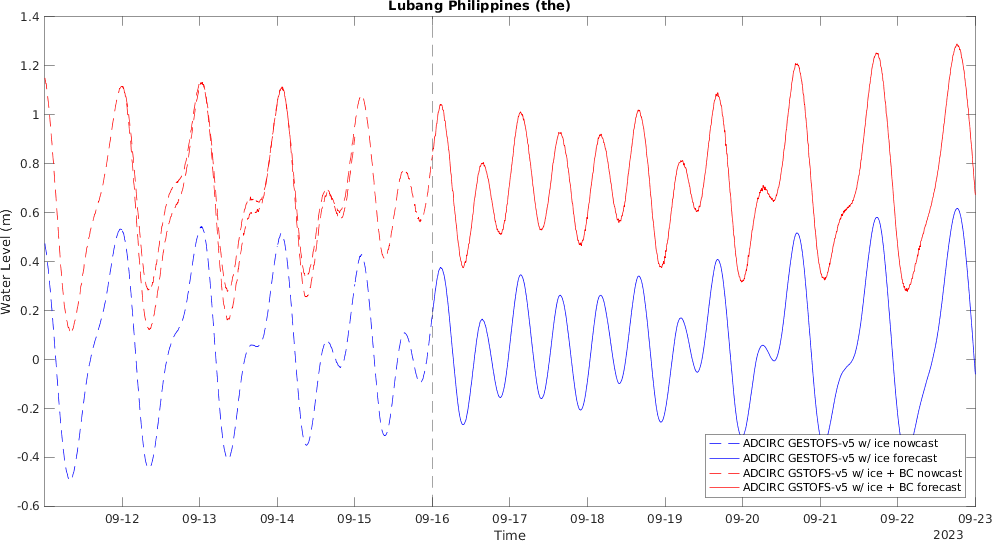 Lubang Philippines (the)
1.4
1.2
1
0.8
0.6
0.4
0.2
0
-0.2
-0.4
-0.6
Water Level (m)
ADCIRC GESTOFS-v5 w/ ice nowcast
ADCIRC GESTOFS-v5 w/ ice forecast
ADCIRC GSTOFS-v5 w/ ice + BC nowcast
ADCIRC GSTOFS-v5 w/ ice + BC forecast
09-12 09-13 09-14 09-15 09-16 09-17 09-18 09-19 09-20 09-21 09-22 09-23
Time
2023